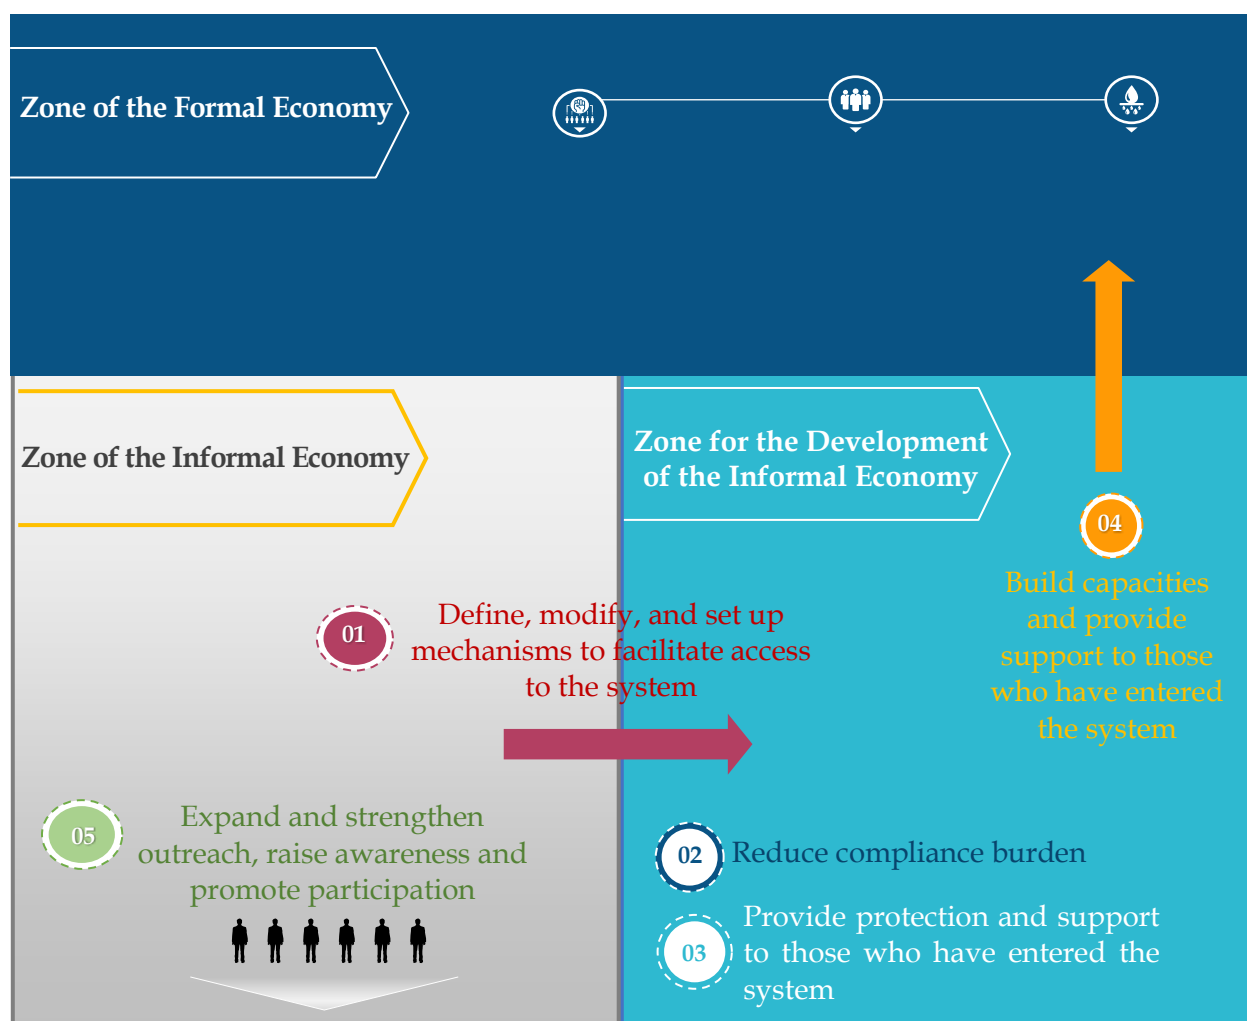 Zone of the Formal Economy
Zone of the Informal Economy
Zone for the Development
of the Informal Economy
04
Build capacities
and provide
support to those
who have entered
the system
01
Define, modify, and set up
mechanisms to facilitate access
to the system
05
Expand and strengthen
outreach, raise awareness and
promote participation
02
Reduce compliance burden
03
Provide protection and support
to those who have entered the
system